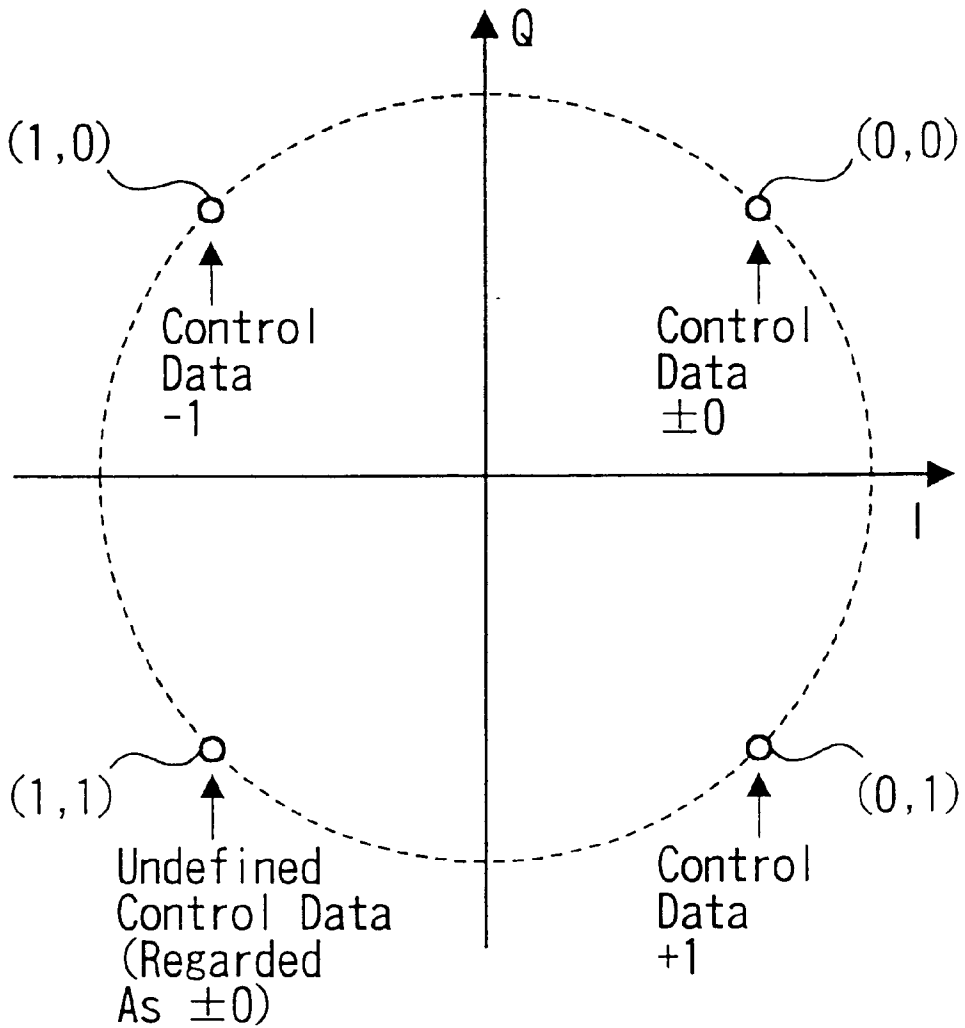 Q
(1,0)
(0,0)
Control
Data
-1
Control
Data
±0
I
(1,1)
(0,1)
Undefined
Control Data
(Regarded
As ±0)
Control
Data
+1